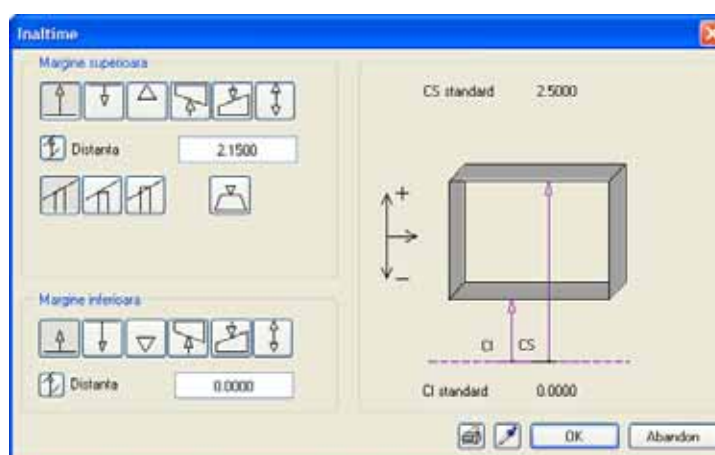 Inaltime
Margine superioara
Distanta 2.1500
Margine inferioara
Distanta 0.0000
CS standard 2.5000
+
−
CI CS
CI standard 0.0000
OK Abandon